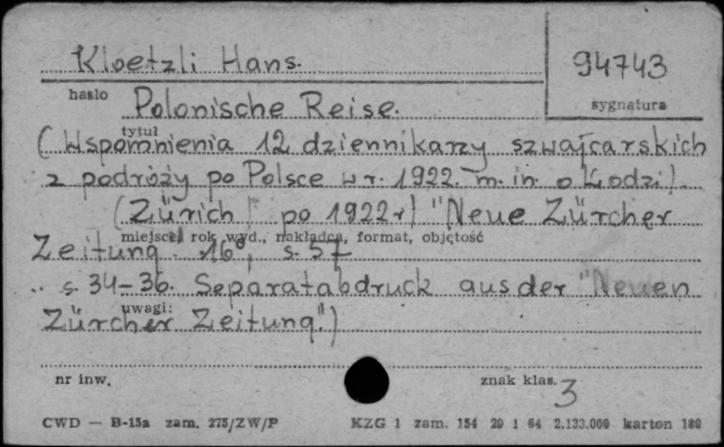 Kloetzli Hans.
94743
hasło
sygnatura
Polonische Reise.
tytuł
(Wspomnienia 12 dziennikarzy szwajcarskich
z podróży po Polsce w r. 1922. m. in. o Łodzi).
(Zürich po 1922 r) "Neue Zürcher
miejsce, rok wyd., nakładca, format, objętość
Zeitung. 16°, s. 57
s. 34-36. Separatabdruck aus der "Neuen
uwagi:
Zürcher Zeitung".)
nr inw.
znak klas. 3
CWD — B-15a zam. 275/ZW/P
KZG 1 zam. 154 20 1 64 2.133.000 karton 180